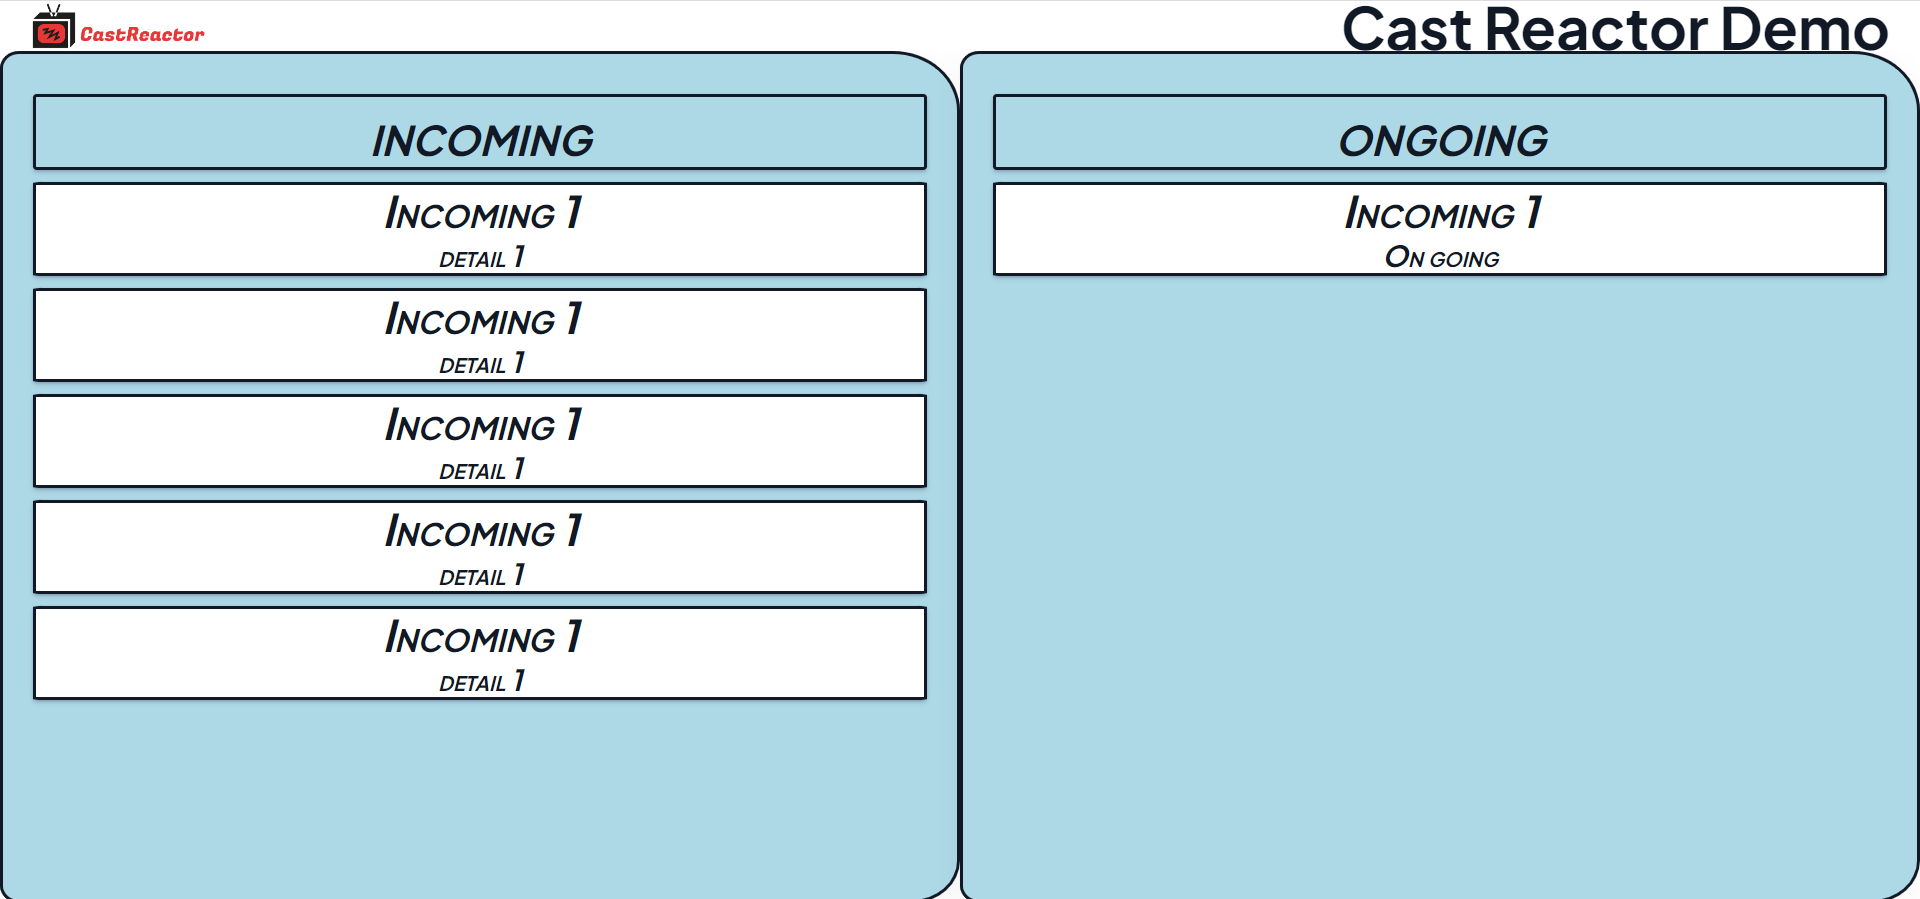 CastReactor
Cast Reactor Demo
INCOMING
Incoming 1
detail 1
Incoming 1
detail 1
Incoming 1
detail 1
Incoming 1
detail 1
Incoming 1
detail 1
ONGOING
Incoming 1
On going